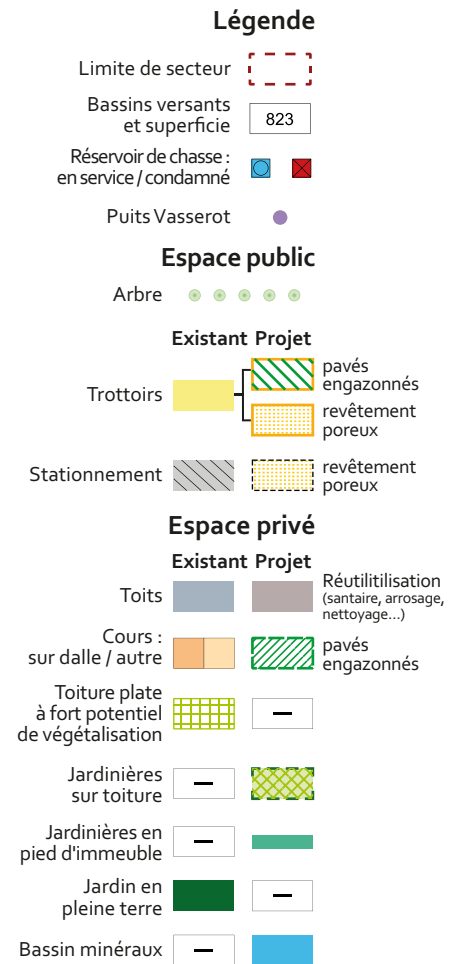 Légende
Limite de secteur
Bassins versants
et superficie
823
Réservoir de chasse :
en service / condamné
Puits Vasserot
Espace public
Arbre
Existant Projet
Trottoirs
pavés
engazonnés
revêtement
poreux
Stationnement
revêtement
poreux
Espace privé
Existant Projet
Toits
Réutilitilisation
(santaire, arrosage,
nettoyage...)
Cours :
sur dalle / autre
pavés
engazonnés
Toiture plate
à fort potentiel
de végétalisation
Jardinières
sur toiture
Jardinières en
pied d'immeuble
Jardin en
pleine terre
Bassin minéraux